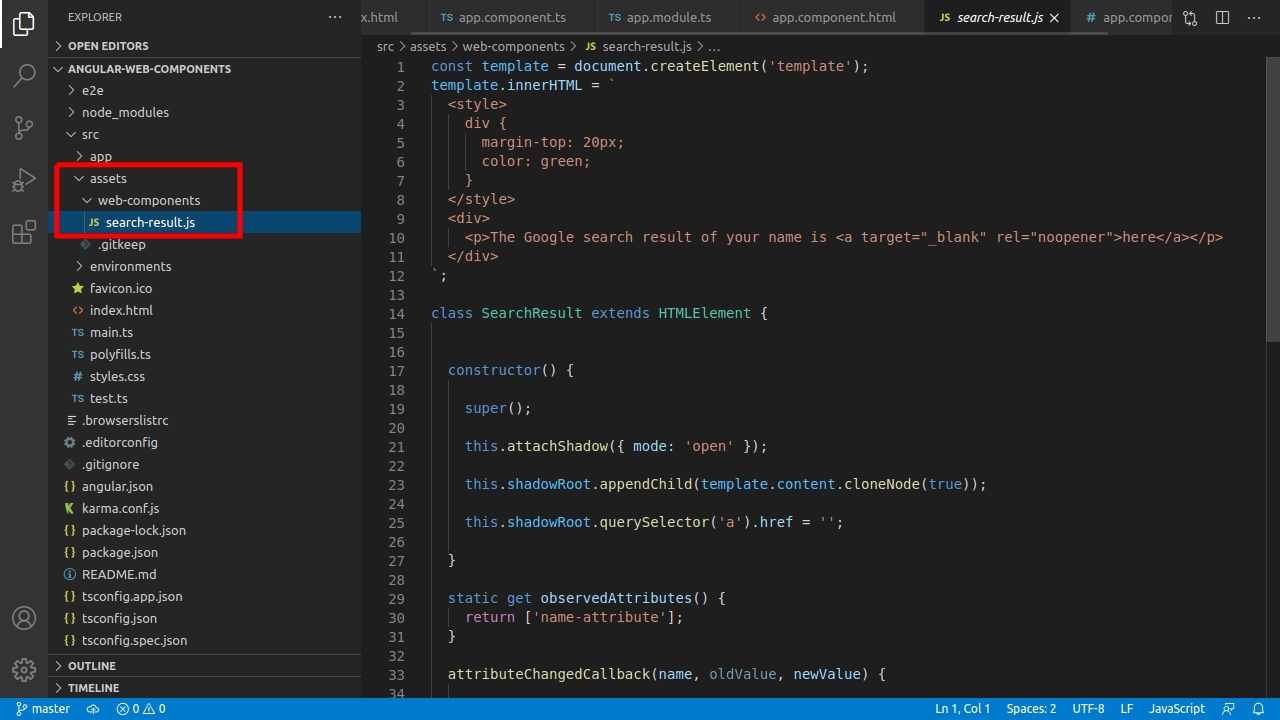 EXPLORER
OPEN EDITORS
ANGULAR-WEB-COMPONENTS
e2e
node_modules
src
app
assets
web-components
JS search-result.js
.gitkeep
environments
favicon.ico
<> index.html
TS main.ts
TS polyfills.ts
# styles.css
TS test.ts
.browserslistrc
.editorconfig
.gitignore
{} angular.json
karma.conf.js
{} package-lock.json
{} package.json
README.md
{} tsconfig.app.json
{} tsconfig.json
{} tsconfig.spec.json
OUTLINE
TIMELINE
x.html
TS app.component.ts
TS app.module.ts
<> app.component.html
JS search-result.js
# app.compor
src > assets > web-components > JS search-result.js > ...
1 const template = document.createElement('template');
2 template.innerHTML = `
3 <style>
4 div {
5 margin-top: 20px;
6 color: green;
7 }
8 </style>
9 <div>
10 <p>The Google search result of your name is <a target="_blank" rel="noopener">here</a></p>
11 </div>
12 `;
13
14 class SearchResult extends HTMLElement {
15
16
17 constructor() {
18
19 super();
20
21 this.attachShadow({ mode: 'open' });
22
23 this.shadowRoot.appendChild(template.content.cloneNode(true));
24
25 this.shadowRoot.querySelector('a').href = '';
26
27 }
28
29 static get observedAttributes() {
30 return ['name-attribute'];
31 }
32
33 attributeChangedCallback(name, oldValue, newValue) {
34
master
0 0
Ln 1, Col 1
Spaces: 2
UTF-8
LF
JavaScript